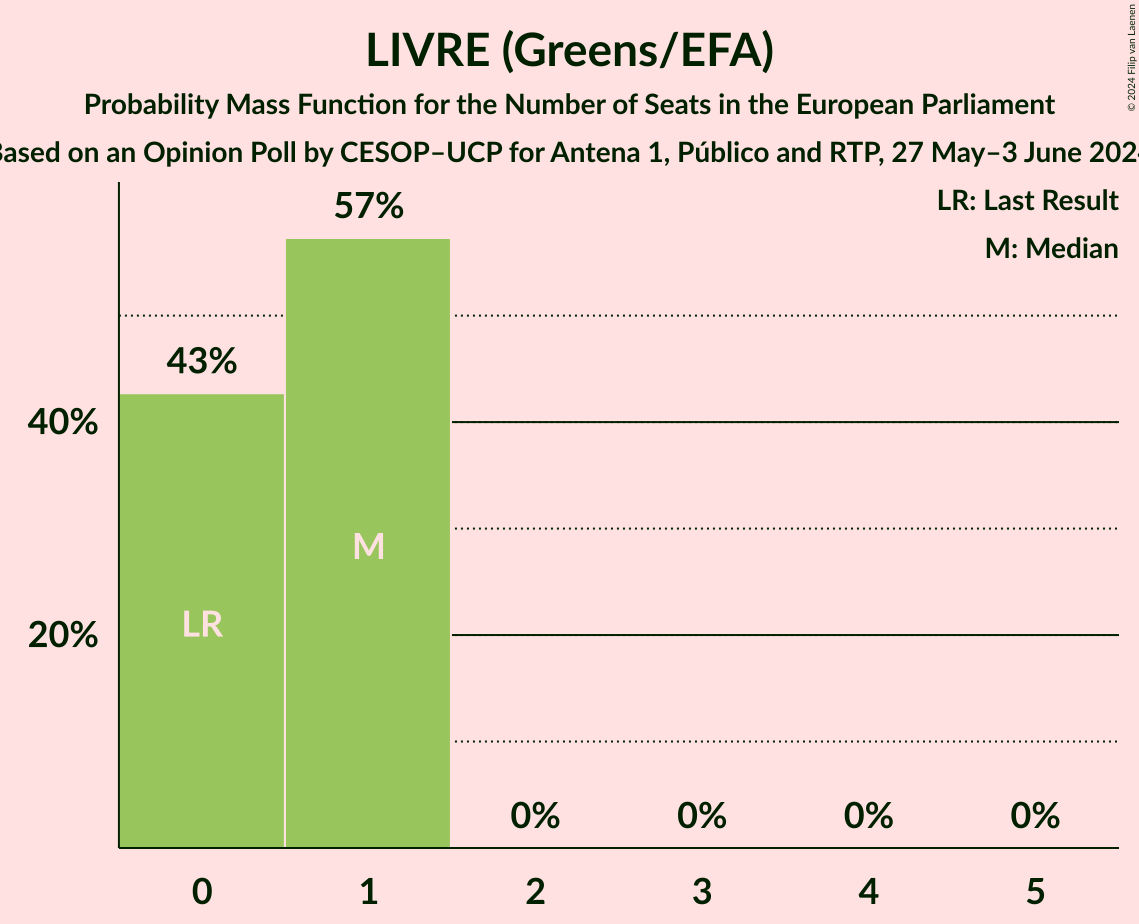 LIVRE (Greens/EFA)
Probability Mass Function for the Number of Seats in the European Parliament
Based on an Opinion Poll by CESOP–UCP for Antena 1, Público and RTP, 27 May–3 June 2024
© 2024 Filip van Laenen
LR: Last Result
M: Median
57%
43%
40%
20%
M
LR
0% 0% 0% 0%
0 1 2 3 4 5